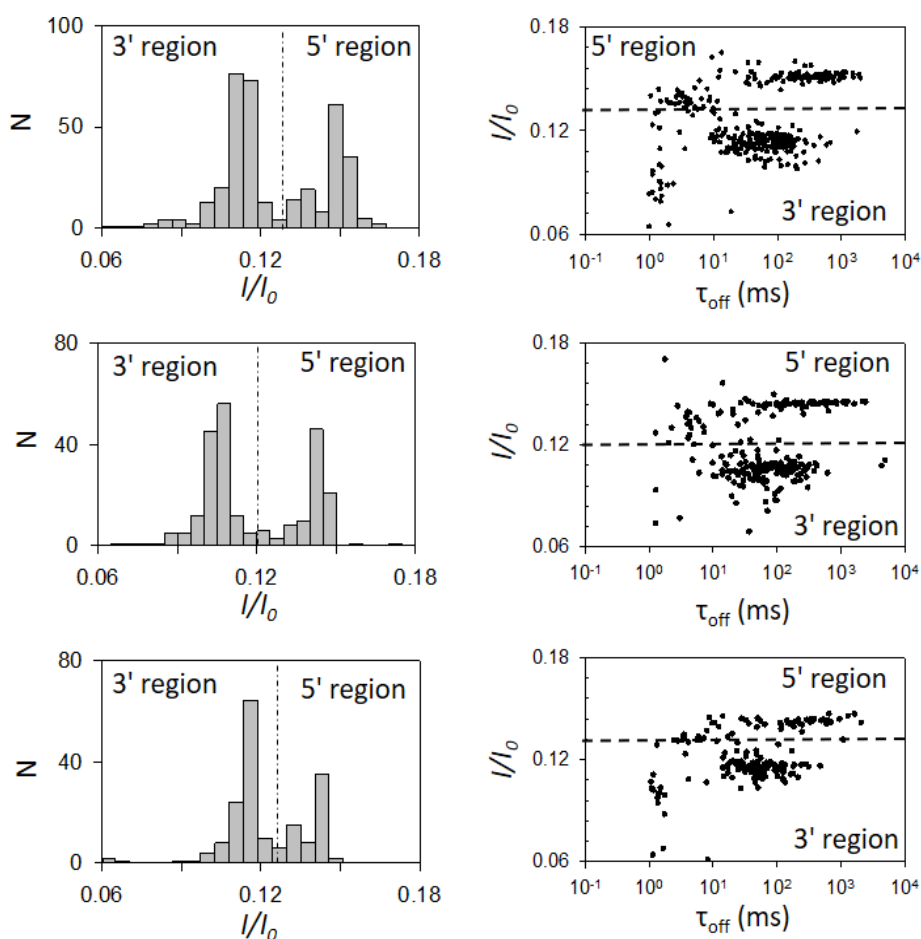 100
3' region 5' region
N
50
0
0.06 0.12 0.18
I/I0
0.18
5' region
I/I0
0.12
3' region
0.06
10-1 100 101 102 103 104
τoff (ms)
80
3' region 5' region
N
40
0
0.06 0.12 0.18
I/I0
0.18
5' region
I/I0
0.12
3' region
0.06
10-1 100 101 102 103 104
τoff (ms)
80
3' region 5' region
N
40
0
0.06 0.12 0.18
I/I0
0.18
5' region
I/I0
0.12
3' region
0.06
10-1 100 101 102 103 104
τoff (ms)